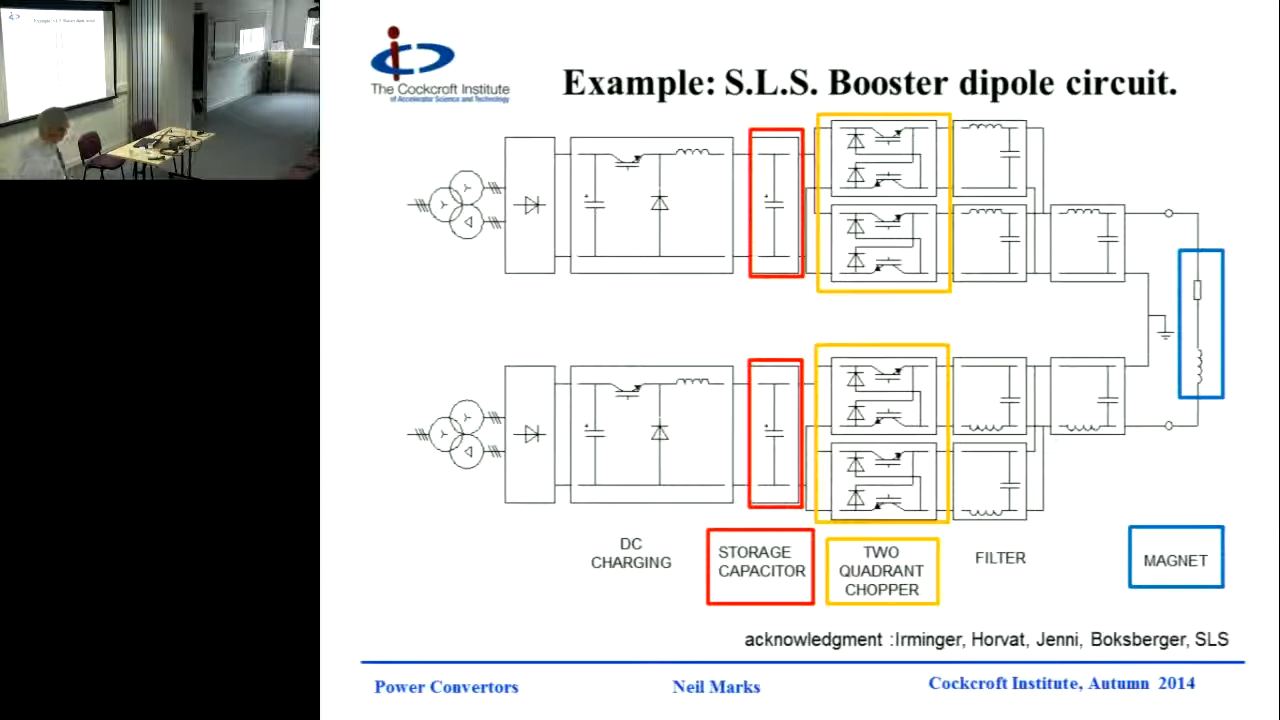 The Cockcroft Institute
of Accelerator Science and Technology
Example: S.L.S. Booster dipole circuit.
DC
CHARGING
STORAGE
CAPACITOR
TWO
QUADRANT
CHOPPER
FILTER
MAGNET
acknowledgment :Irminger, Horvat, Jenni, Boksberger, SLS
Power Convertors
Neil Marks
Cockcroft Institute, Autumn 2014